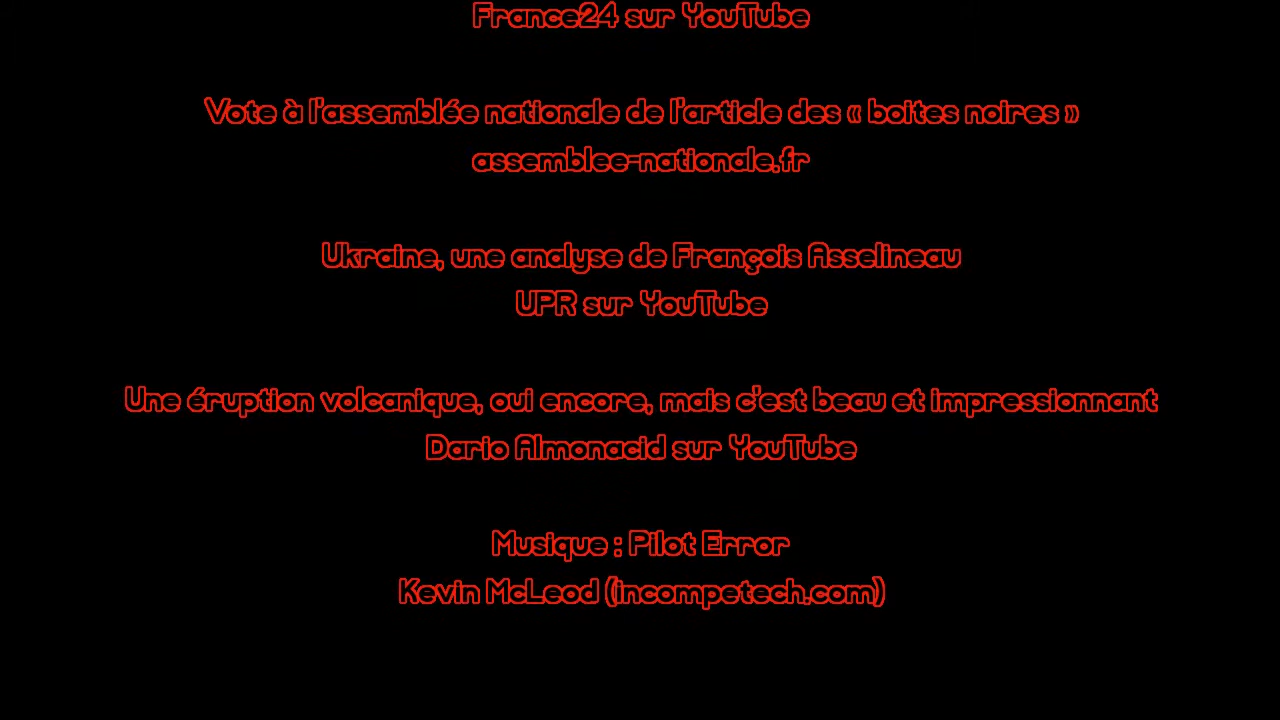 France24 sur YouTube
Vote à l'assemblée nationale de l'article des « boites noires »
assemblee-nationale.fr
Ukraine, une analyse de François Asselineau
UPR sur YouTube
Une éruption volcanique, oui encore, mais c'est beau et impressionnant
Dario Almonacid sur YouTube
Musique : Pilot Error
Kevin McLeod (incompetech.com)